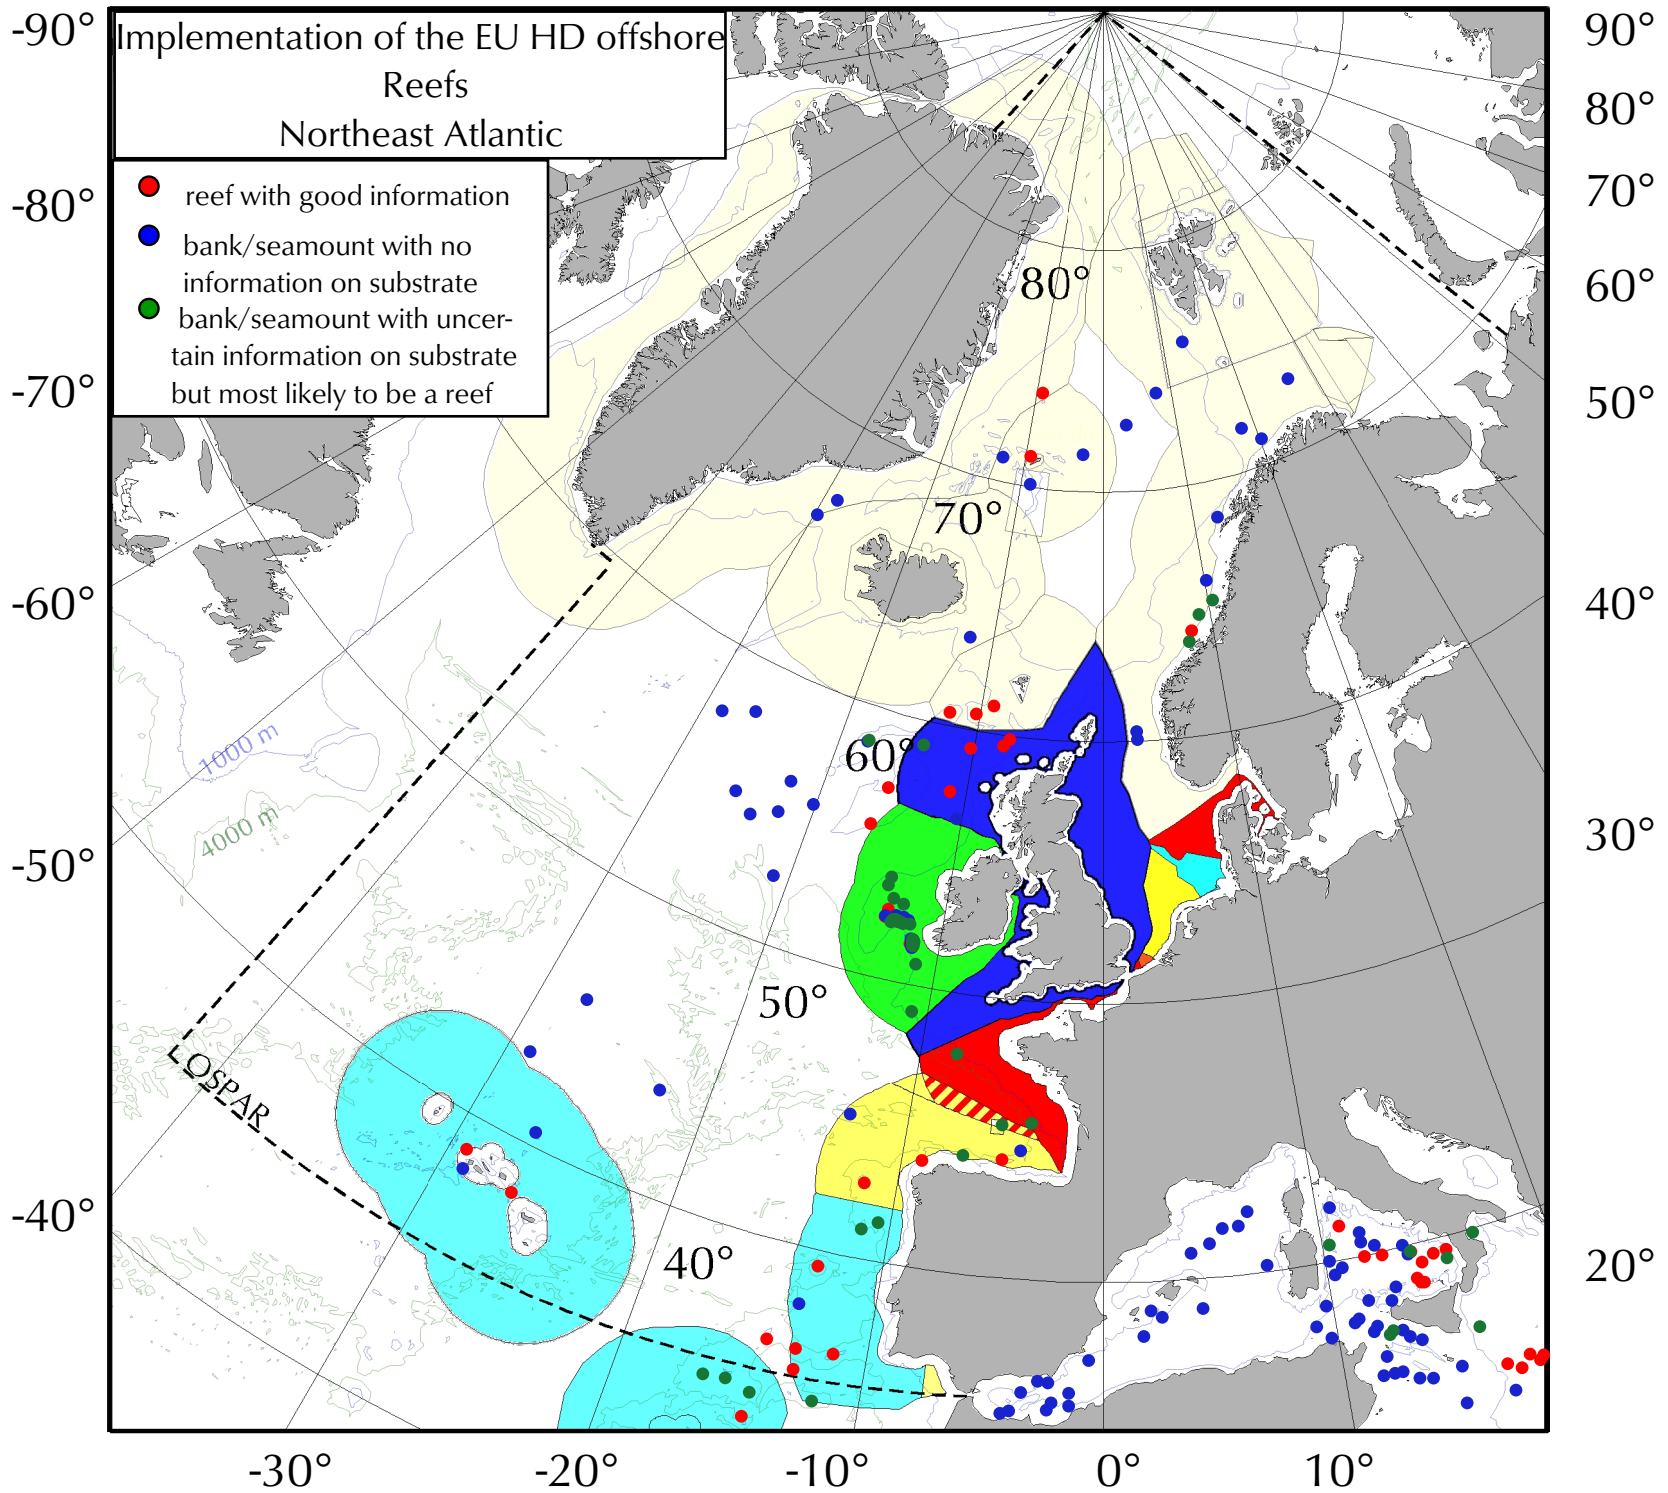 Implementation of the EU HD offshore
Reefs
Northeast Atlantic
reef with good information
bank/seamount with no
information on substrate
bank/seamount with uncer-
tain information on substrate
but most likely to be a reef
-90°
-80°
-70°
-60°
-50°
-40°
90°
80°
70°
60°
50°
40°
30°
20°
80°
70°
60°
50°
40°
1000 m
4000 m
OSPAR
-30°
-20°
-10°
0°
10°